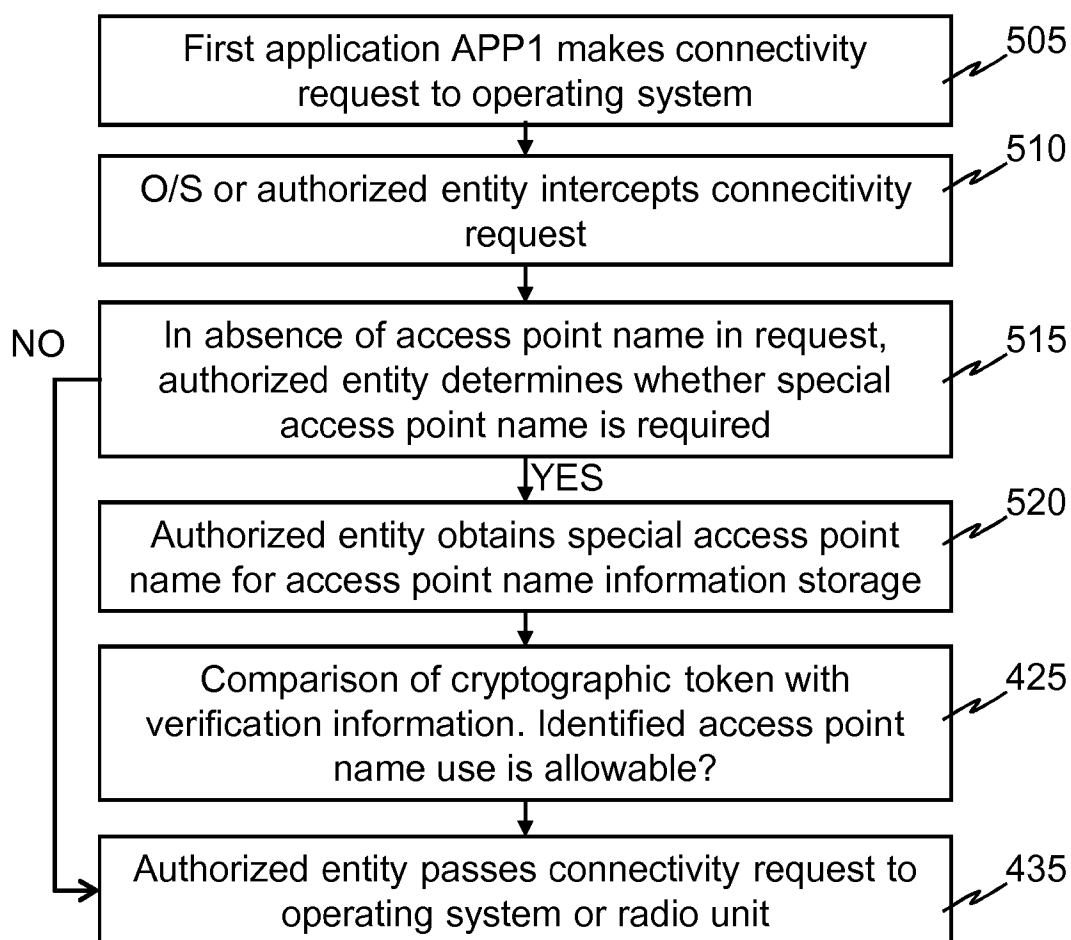 First application APP1 makes connectivity
request to operating system
505
O/S or authorized entity intercepts connecitivity
request
510
NO
In absence of access point name in request,
authorized entity determines whether special
access point name is required
515
YES
Authorized entity obtains special access point
name for access point name information storage
520
Comparison of cryptographic token with
verification information. Identified access point
name use is allowable?
425
Authorized entity passes connectivity request to
operating system or radio unit
435